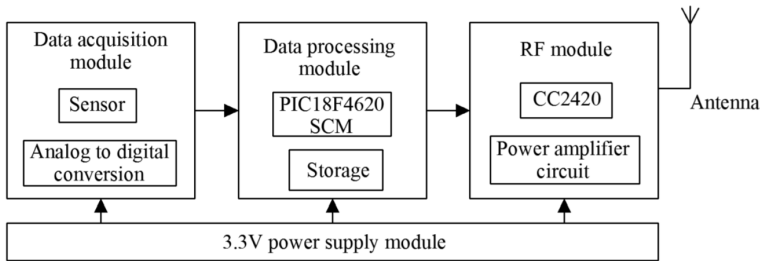 Data acquisition
module
Sensor
Analog to digital
conversion
Data processing
module
PIC18F4620
SCM
Storage
RF module
CC2420
Power amplifier
circuit
Antenna
3.3V power supply module